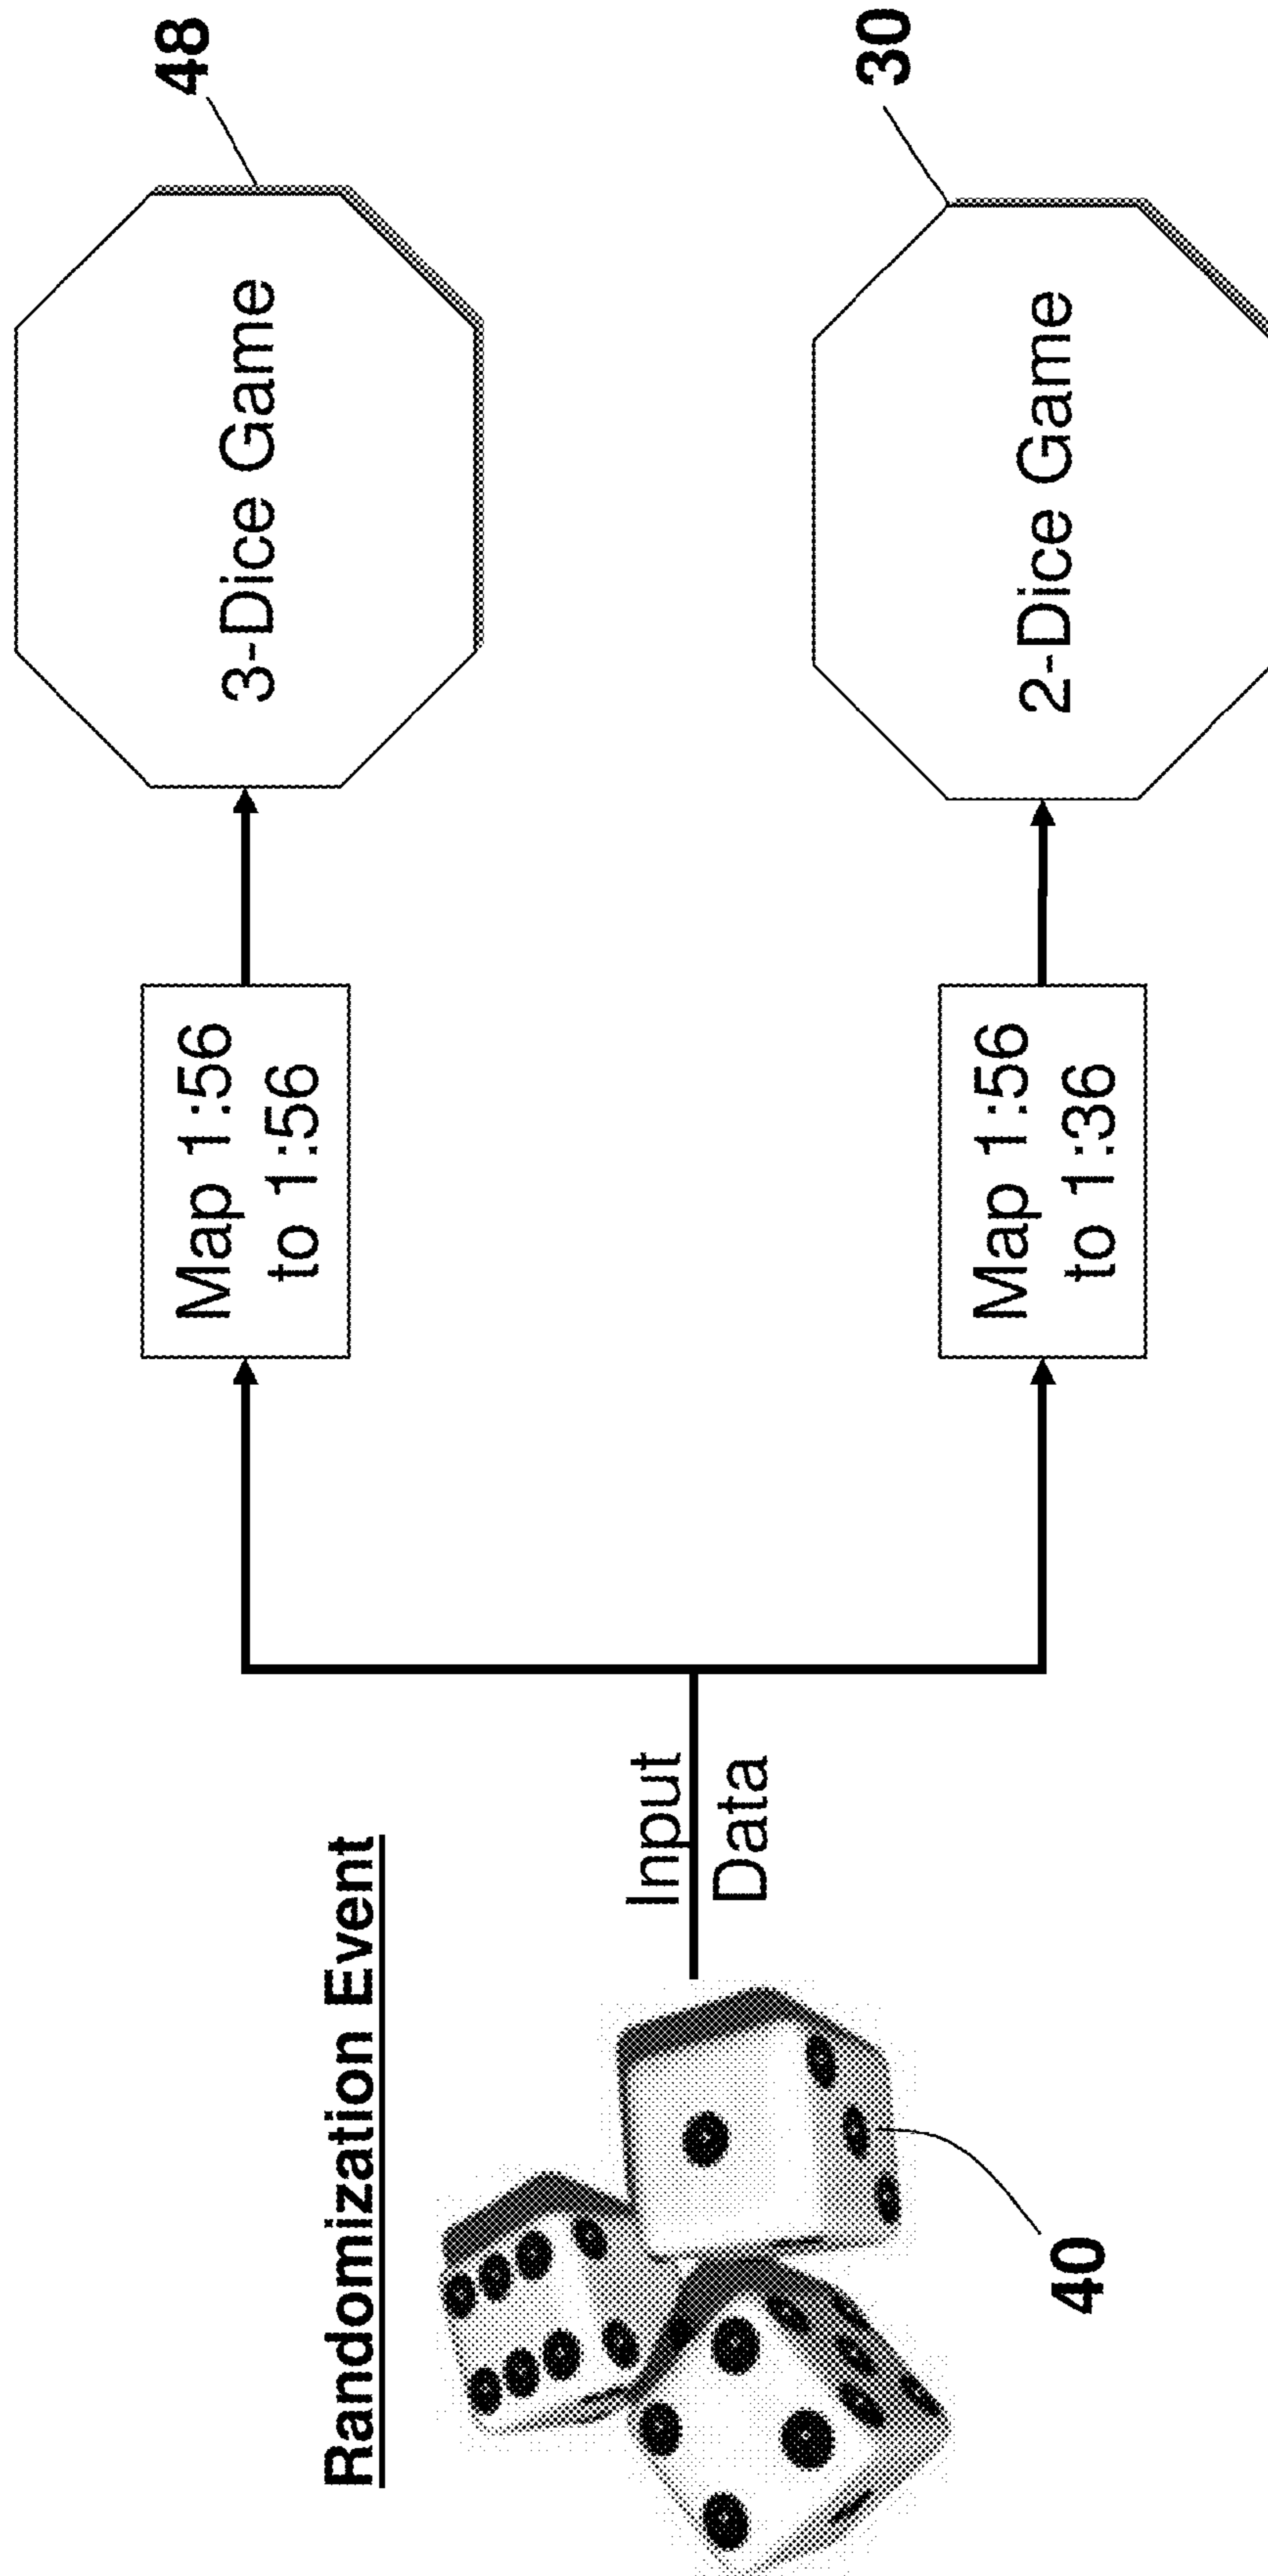 Randomization Event
40
Input
Data
Map 1:56
to 1:56
3-Dice Game
48
Map 1:56
to 1:36
2-Dice Game
30